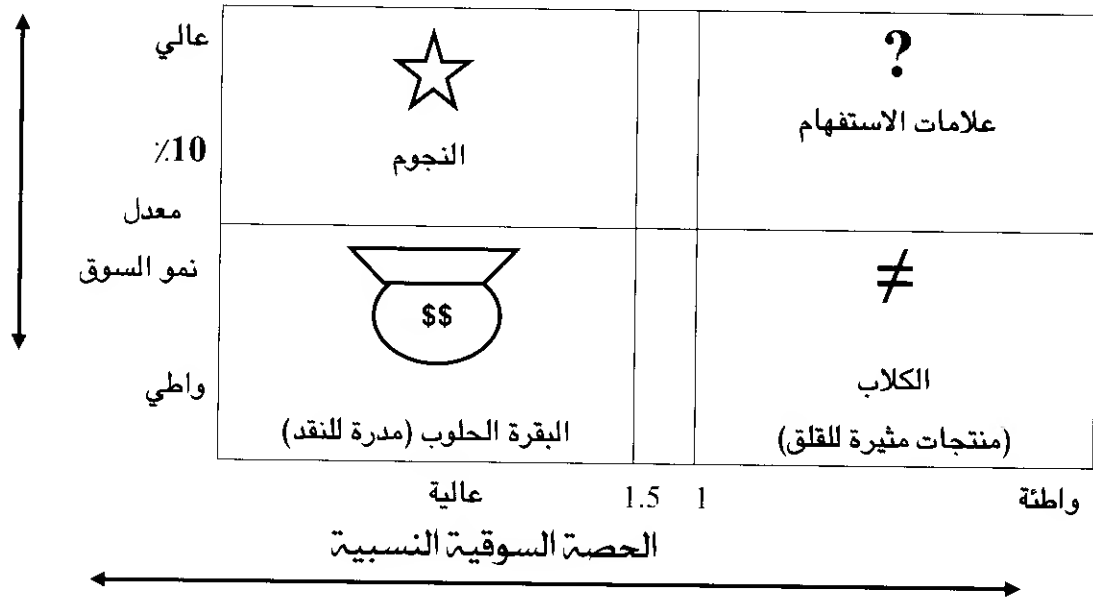 عالي
?
علامات الاستفهام
النجوم
٪10
معدل
نمو السوق
$$
≠
الكلاب
واطي
البقرة الحلوب (مدرة للنقد)
(منتجات مثيرة للقلق)
عالية
1.5
1
واطئة
الحصة السوقية النسبية